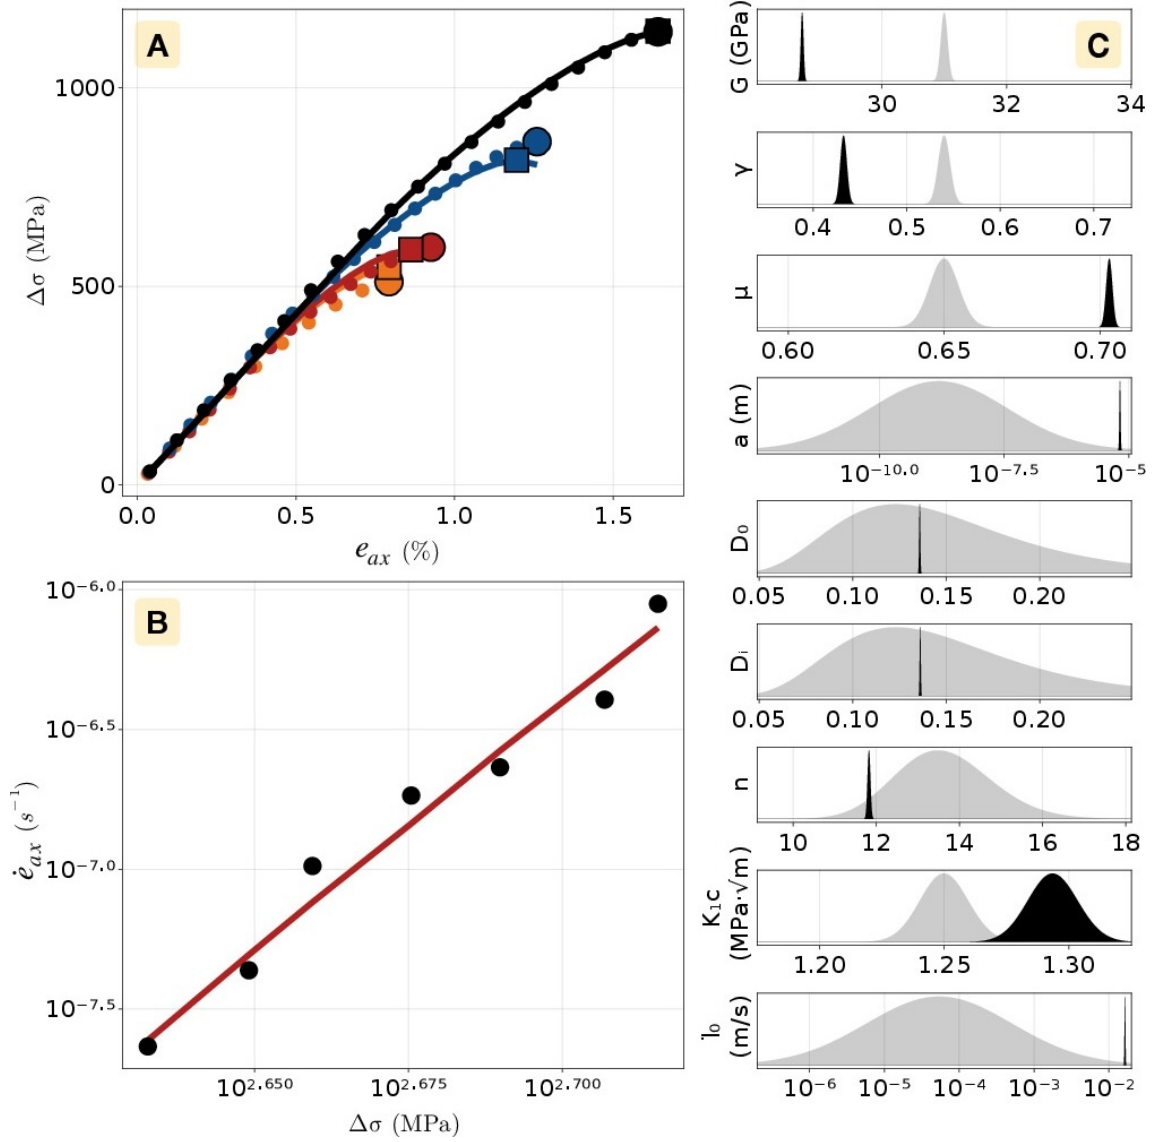 A
1000
500
0
Δσ (MPa)
0.0 0.5 1.0 1.5
e_ax (%)
B
10^−6.0
10^−6.5
10^−7.0
10^−7.5
ė_ax (s^−1)
10^2.650 10^2.675 10^2.700
Δσ (MPa)
C
G (GPa)
30 32 34
γ
0.4 0.5 0.6 0.7
μ
0.60 0.65 0.70
a (m)
10^−10.0 10^−7.5 10^−5
D₀
0.05 0.10 0.15 0.20
Dᵢ
0.05 0.10 0.15 0.20
n
10 12 14 16 18
K₁c
(MPa·√m)
1.20 1.25 1.30
l̇₀
(m/s)
10^−6 10^−5 10^−4 10^−3 10^−2